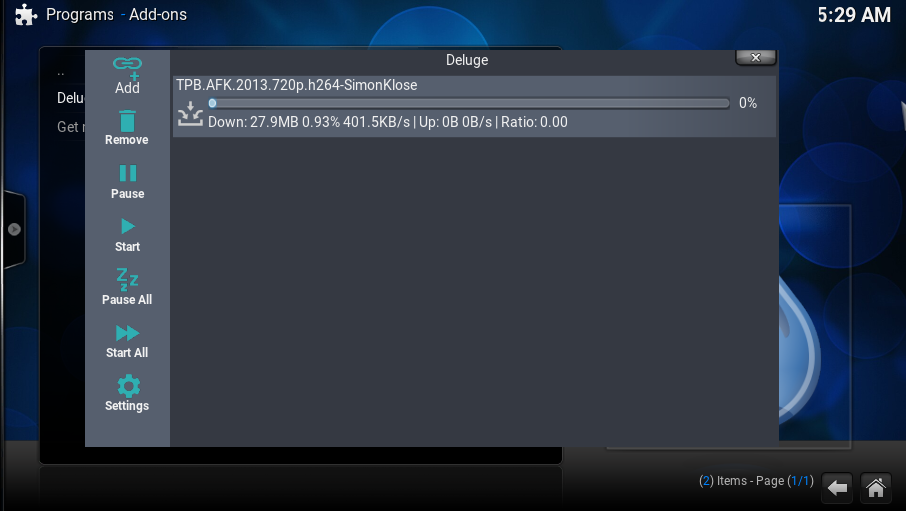 Programs - Add-ons
5:29 AM
..
Delu
Get r
Deluge
Add
Remove
Pause
Start
Pause All
Start All
Settings
TPB.AFK.2013.720p.h264-SimonKlose
0%
Down: 27.9MB 0.93% 401.5KB/s | Up: 0B 0B/s | Ratio: 0.00
(2) Items - Page (1/1)